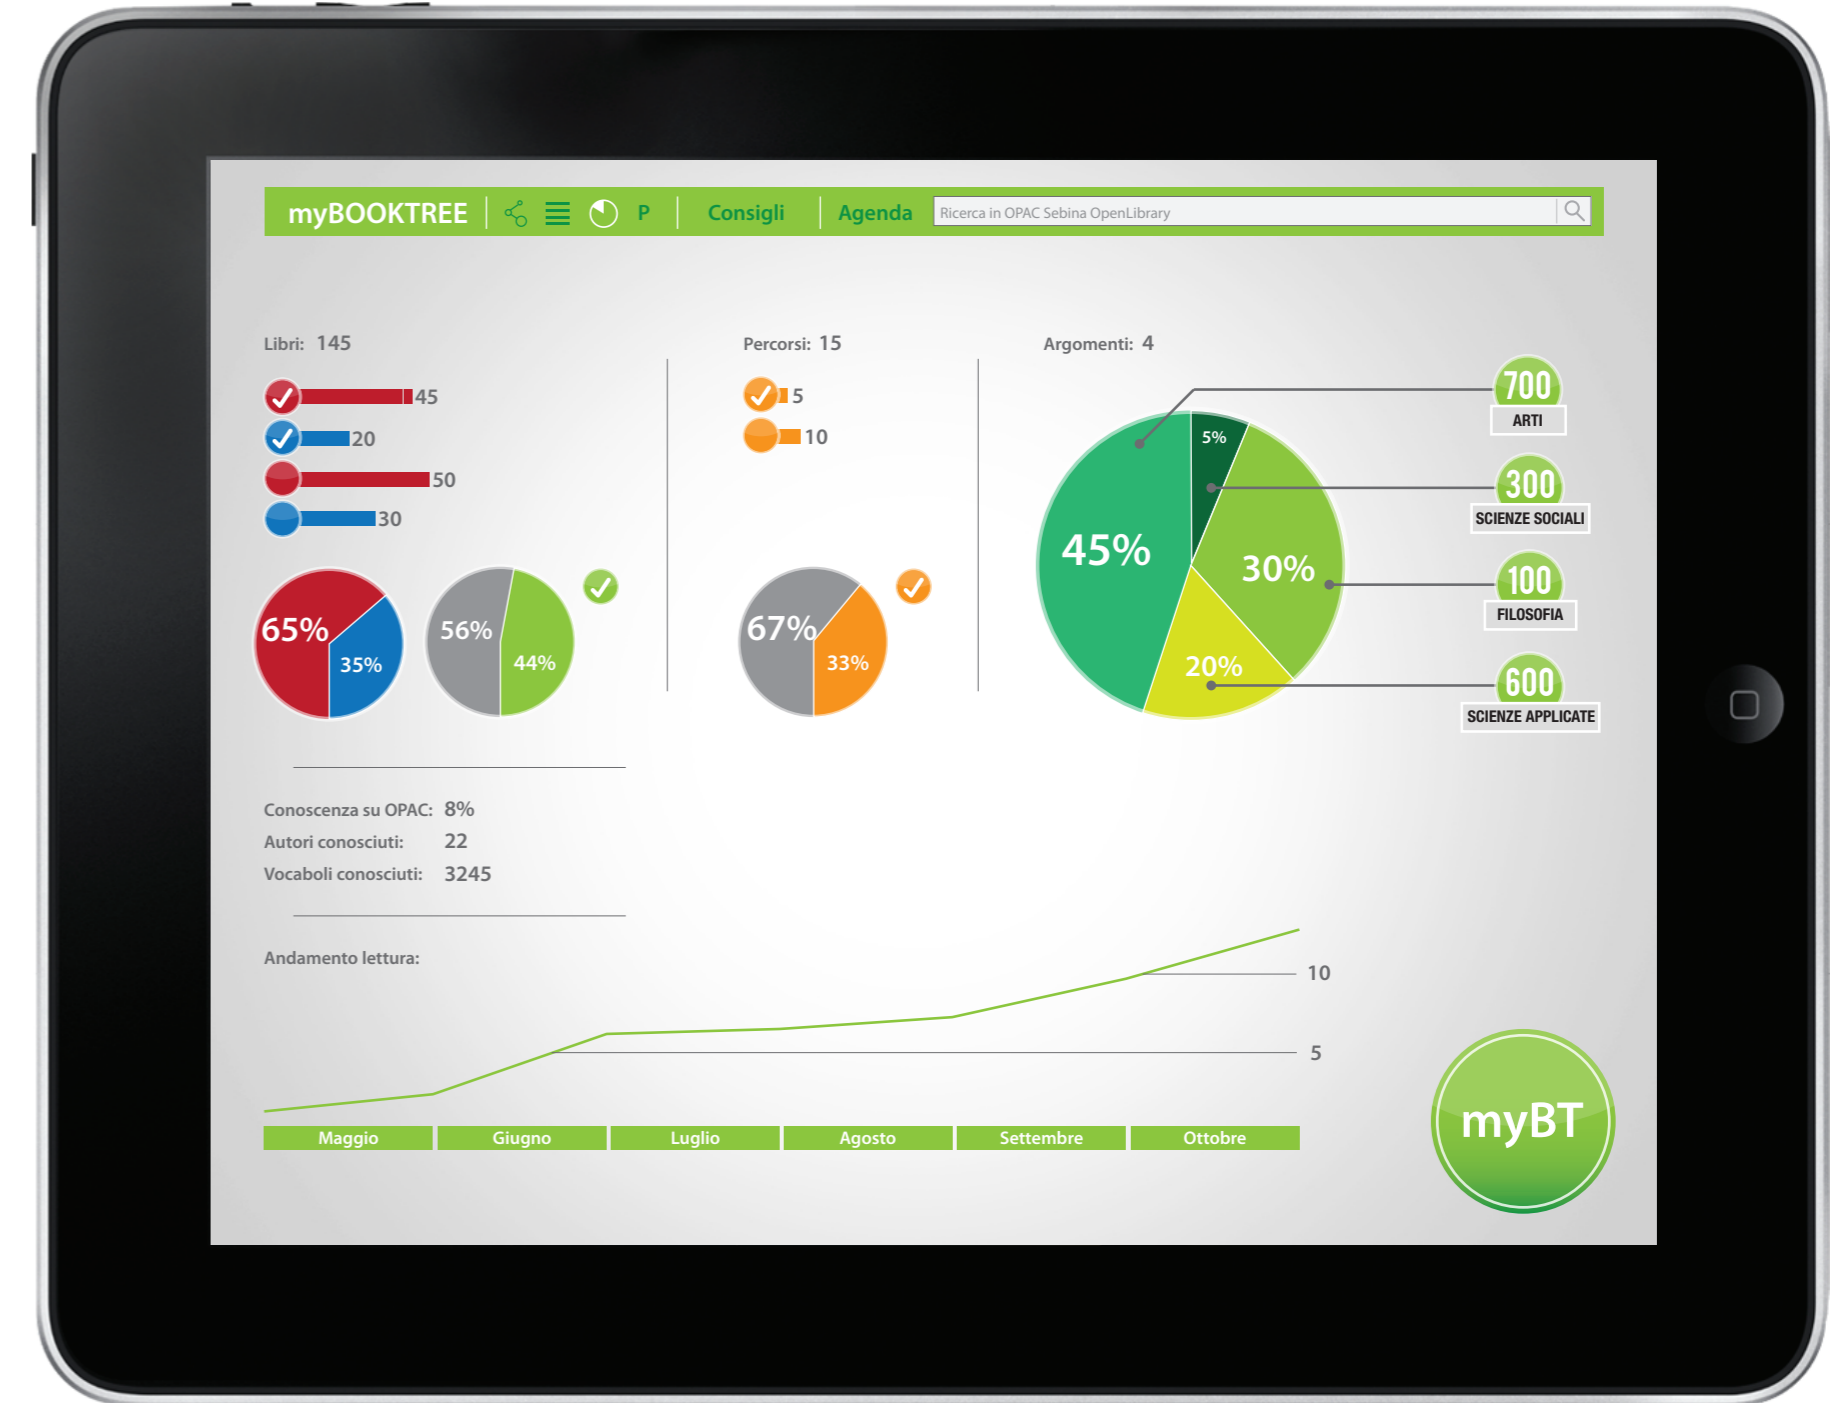 myBOOKTREE P Consigli Agenda Ricerca in OPAC Sebina OpenLibrary
Libri: 145
45
20
50
30
65%
35%
56%
44%
Percorsi: 15
5
10
67%
33%
Argomenti: 4
5%
45%
30%
20%
700
ARTI
300
SCIENZE SOCIALI
100
FILOSOFIA
600
SCIENZE APPLICATE
Conoscenza su OPAC: 8%
Autori conosciuti: 22
Vocaboli conosciuti: 3245
Andamento lettura:
10
5
Maggio Giugno Luglio Agosto Settembre Ottobre
myBT